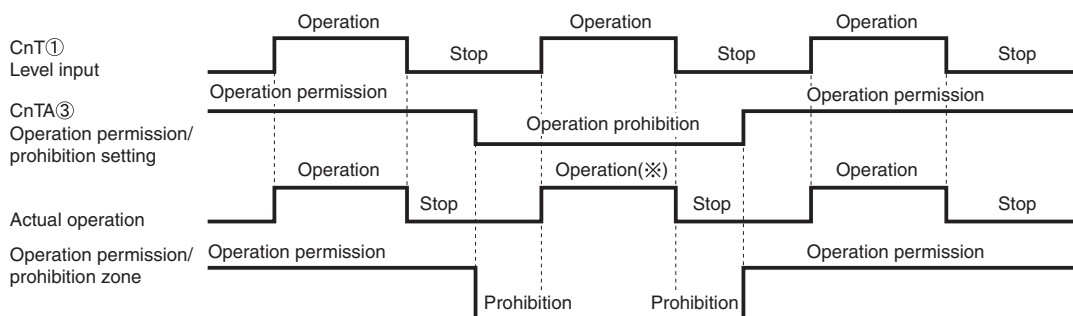 Operation Operation Operation
CnT①
Level input
Stop Stop Stop
Operation permission Operation permission
CnTA③
Operation permission/
prohibition setting
Operation prohibition
Operation Operation(※) Operation
Actual operation
Stop Stop Stop
Operation permission/
prohibition zone
Operation permission Operation permission
Prohibition Prohibition